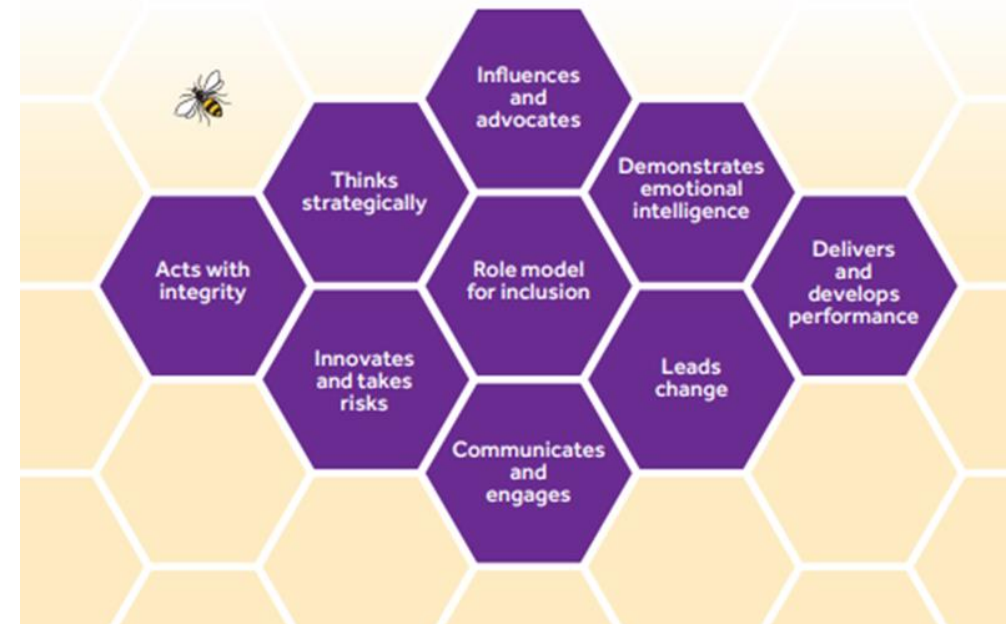 Influences
and
advocates
Thinks
strategically
Demonstrates
emotional
intelligence
Acts with
integrity
Role model
for inclusion
Delivers
and
develops
performance
Innovates
and takes
risks
Leads
change
Communicates
and
engages